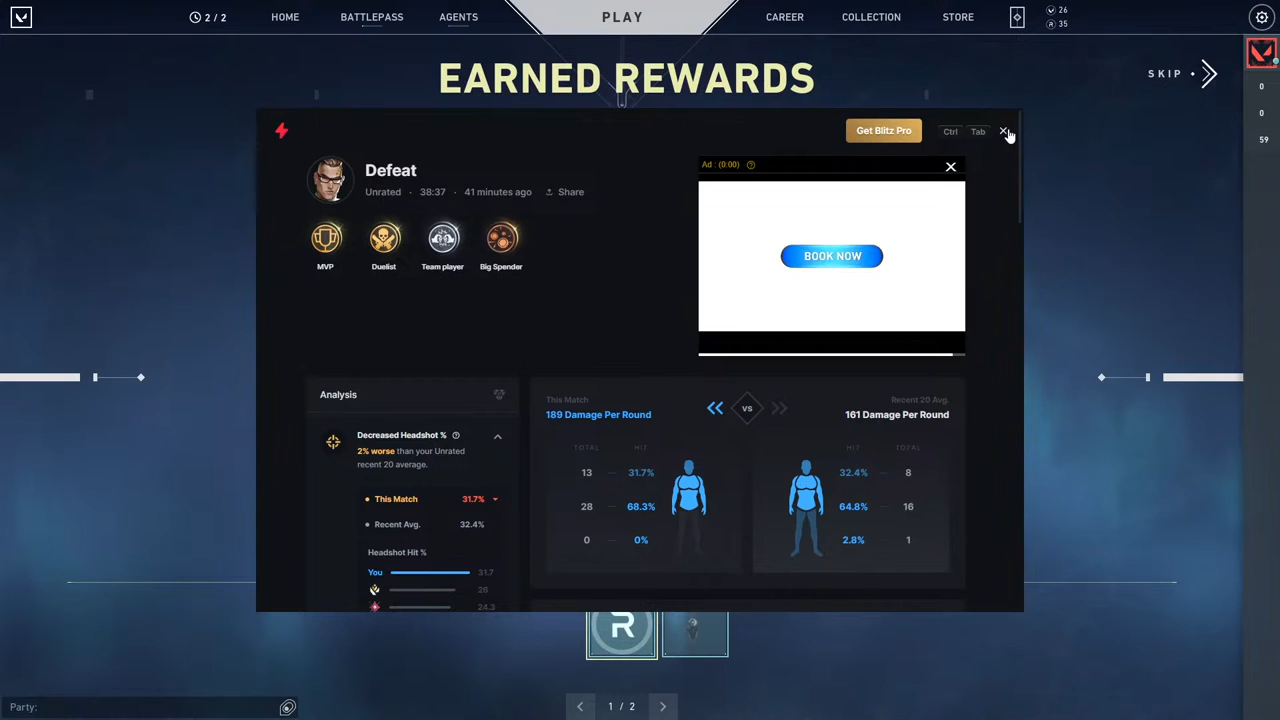 2 / 2
HOME
BATTLEPASS
AGENTS
PLAY
CAREER
COLLECTION
STORE
26
35
EARNED REWARDS
SKIP
0
0
59
Get Blitz Pro
Ctrl
Tab
Defeat
Unrated · 38:37 · 41 minutes ago
Share
MVP
Duelist
Team player
Big Spender
Ad : (0:00)
BOOK NOW
Analysis
Decreased Headshot %
2% worse than your Unrated
recent 20 average.
This Match 31.7%
Recent Avg. 32.4%
Headshot Hit %
You 31.7
26
24.3
This Match
189 Damage Per Round
VS
Recent 20 Avg.
161 Damage Per Round
TOTAL HIT
13 31.7%
28 68.3%
0 0%
HIT TOTAL
32.4% 8
64.8% 16
2.8% 1
R
Party:
1 / 2